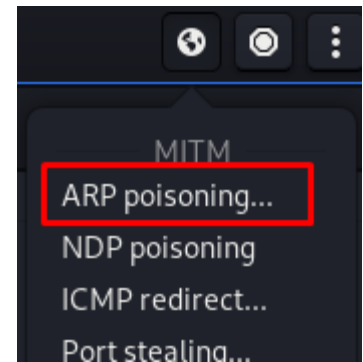 MITM
ARP poisoning...
NDP poisoning
ICMP redirect...
Port stealing...